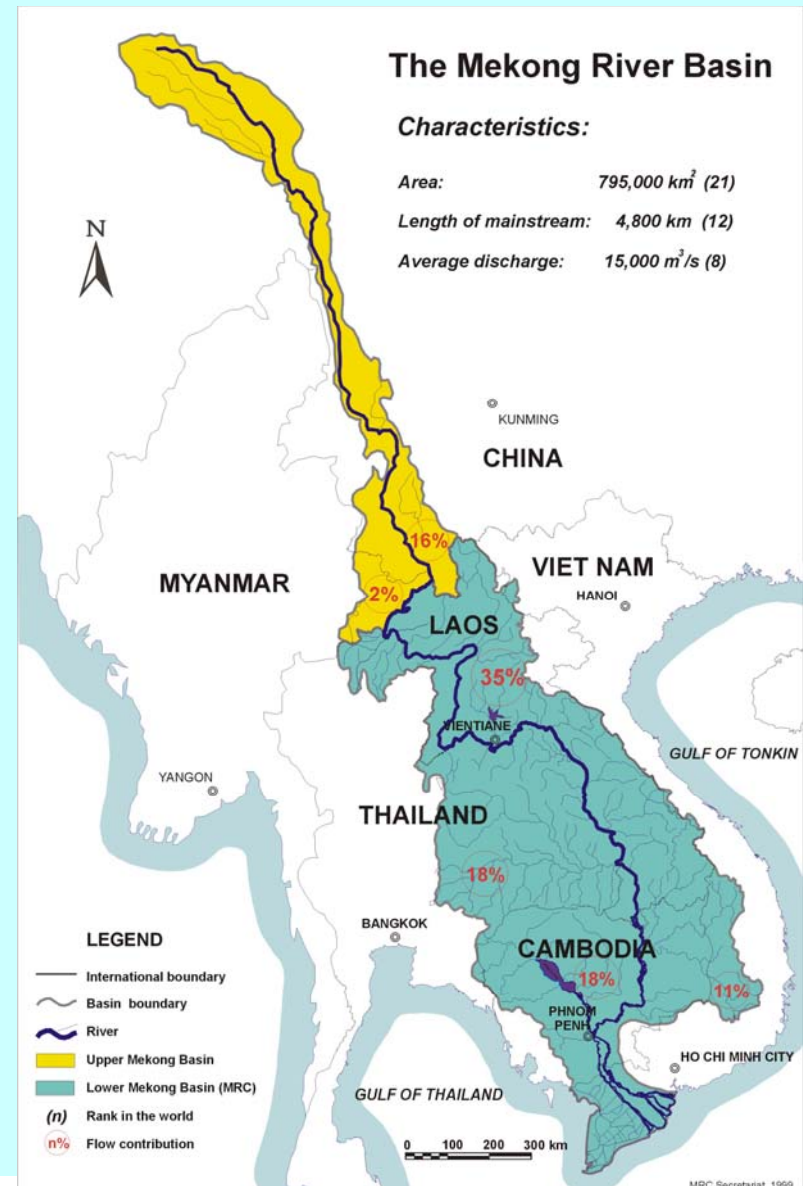 The Mekong River Basin
Characteristics:
Area: 795,000 km² (21)
Length of mainstream: 4,800 km (12)
Average discharge: 15,000 m³/s (8)
N
KUNMING
CHINA
16%
MYANMAR
2%
VIET NAM
HANOI
LAOS
35%
VIENTIANE
GULF OF TONKIN
YANGON
THAILAND
18%
BANGKOK
CAMBODIA
18%
11%
PHNOM
PENH
HO CHI MINH CITY
GULF OF THAILAND
LEGEND
International boundary
Basin boundary
River
Upper Mekong Basin
Lower Mekong Basin (MRC)
(n) Rank in the world
n% Flow contribution
0 100 200 300 km
MRC Secretariat, 1999